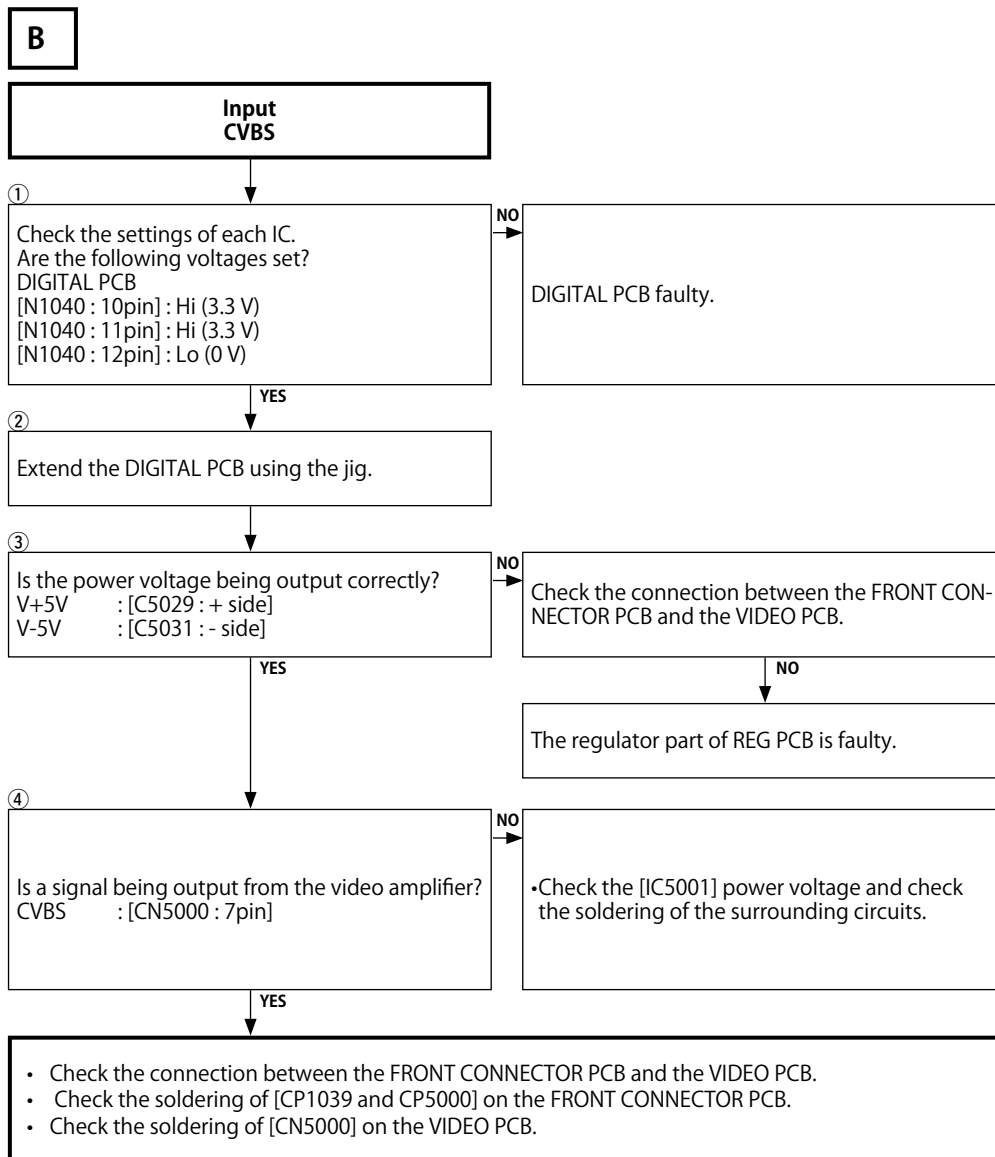 B
Input
CVBS
①
Check the settings of each IC.
Are the following voltages set?
DIGITAL PCB
[N1040 : 10pin] : Hi (3.3 V)
[N1040 : 11pin] : Hi (3.3 V)
[N1040 : 12pin] : Lo (0 V)
NO
DIGITAL PCB faulty.
YES
②
Extend the DIGITAL PCB using the jig.
③
Is the power voltage being output correctly?
V+5V : [C5029 : + side]
V-5V : [C5031 : - side]
NO
Check the connection between the FRONT CON-
NECTOR PCB and the VIDEO PCB.
YES
NO
The regulator part of REG PCB is faulty.
④
Is a signal being output from the video amplifier?
CVBS : [CN5000 : 7pin]
NO
•Check the [IC5001] power voltage and check
the soldering of the surrounding circuits.
YES
• Check the connection between the FRONT CONNECTOR PCB and the VIDEO PCB.
• Check the soldering of [CP1039 and CP5000] on the FRONT CONNECTOR PCB.
• Check the soldering of [CN5000] on the VIDEO PCB.